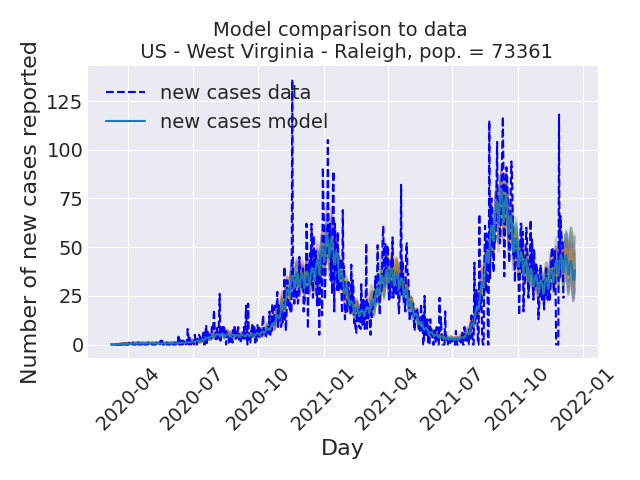 Model comparison to data
US - West Virginia - Raleigh, pop. = 73361
Number of new cases reported
125
100
75
50
25
0
new cases data
new cases model
2020-04
2020-07
2020-10
2021-01
2021-04
2021-07
2021-10
2022-01
Day